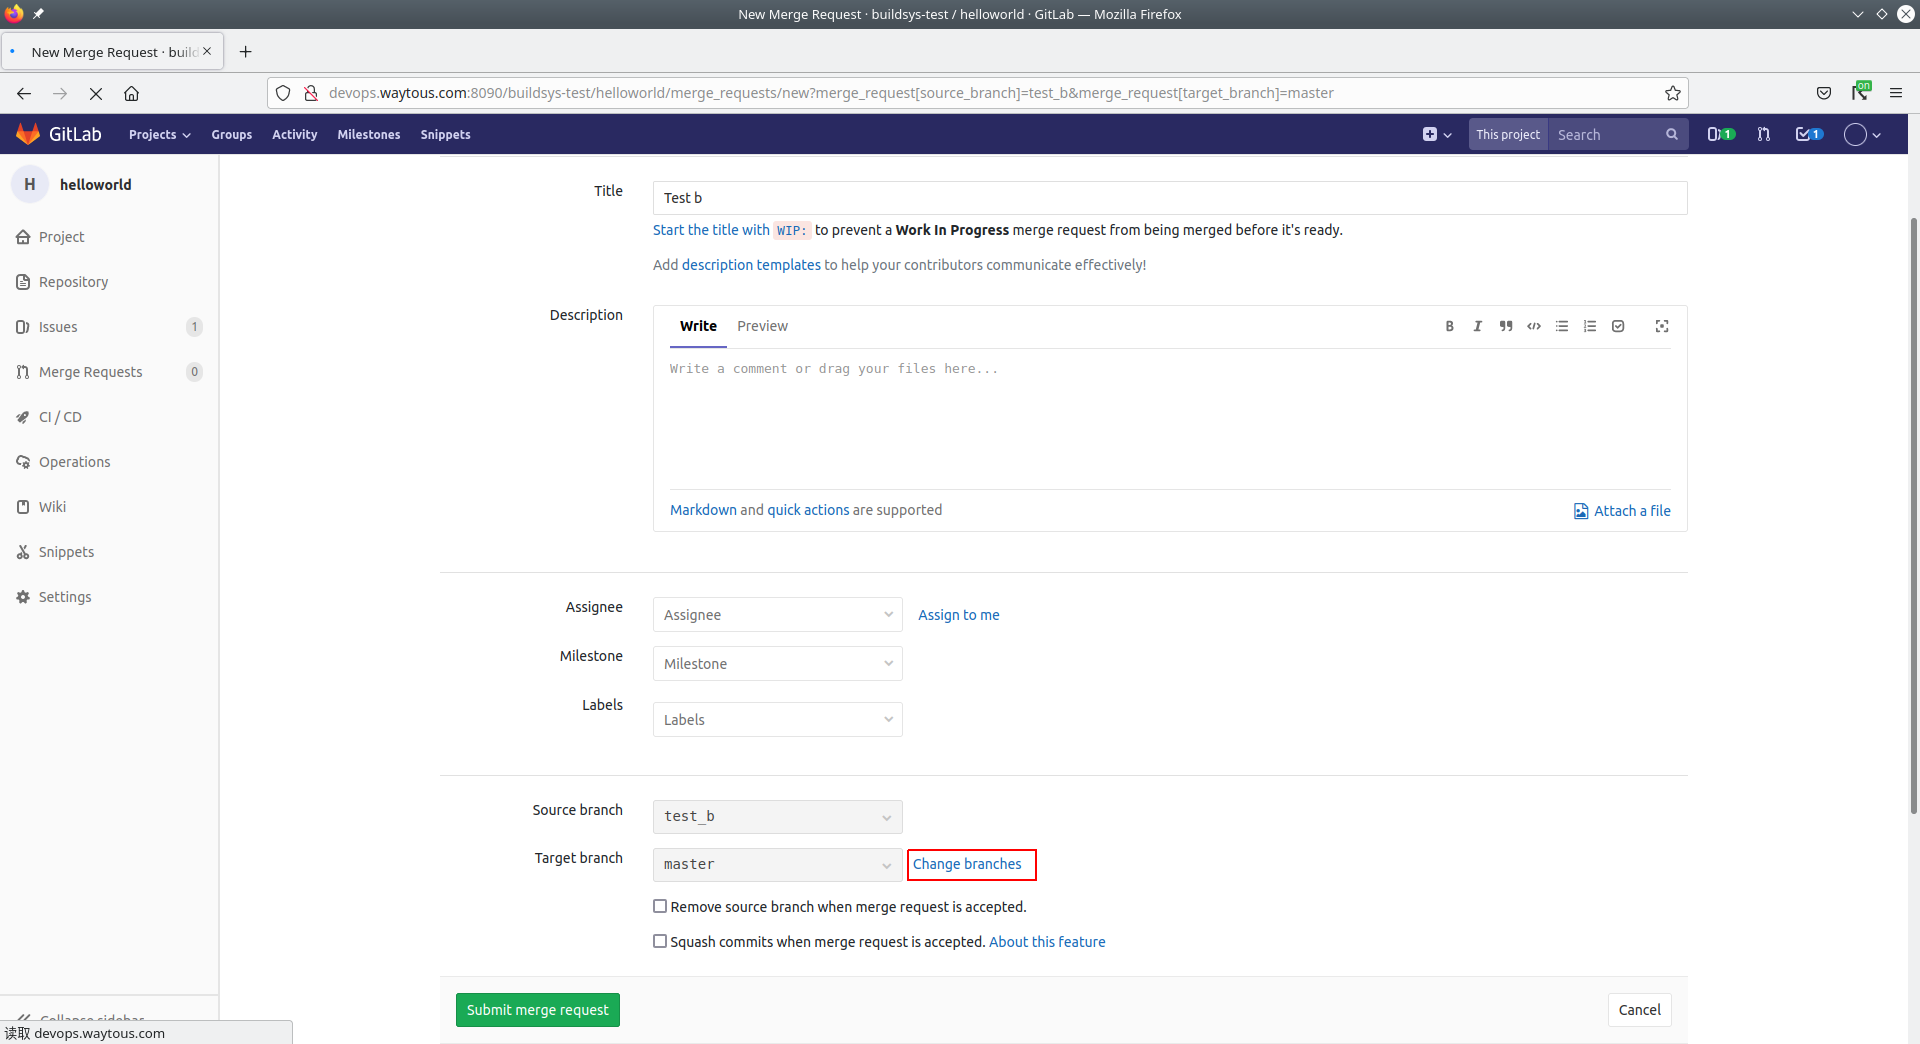 New Merge Request · buildsys-test / helloworld · GitLab — Mozilla Firefox
New Merge Request · build
devops.waytous.com:8090/buildsys-test/helloworld/merge_requests/new?merge_request[source_branch]=test_b&merge_request[target_branch]=master
on
GitLab Projects Groups Activity Milestones Snippets This project Search 1 1
H helloworld
Project
Repository
Issues 1
Merge Requests 0
CI / CD
Operations
Wiki
Snippets
Settings
Collapse sidebar
读取 devops.waytous.com
Title Test b
Start the title with WIP: to prevent a Work In Progress merge request from being merged before it's ready.
Add description templates to help your contributors communicate effectively!
Description Write Preview
Write a comment or drag your files here...
Markdown and quick actions are supported Attach a file
Assignee Assignee Assign to me
Milestone Milestone
Labels Labels
Source branch test_b
Target branch master Change branches
Remove source branch when merge request is accepted.
Squash commits when merge request is accepted. About this feature
Submit merge request Cancel